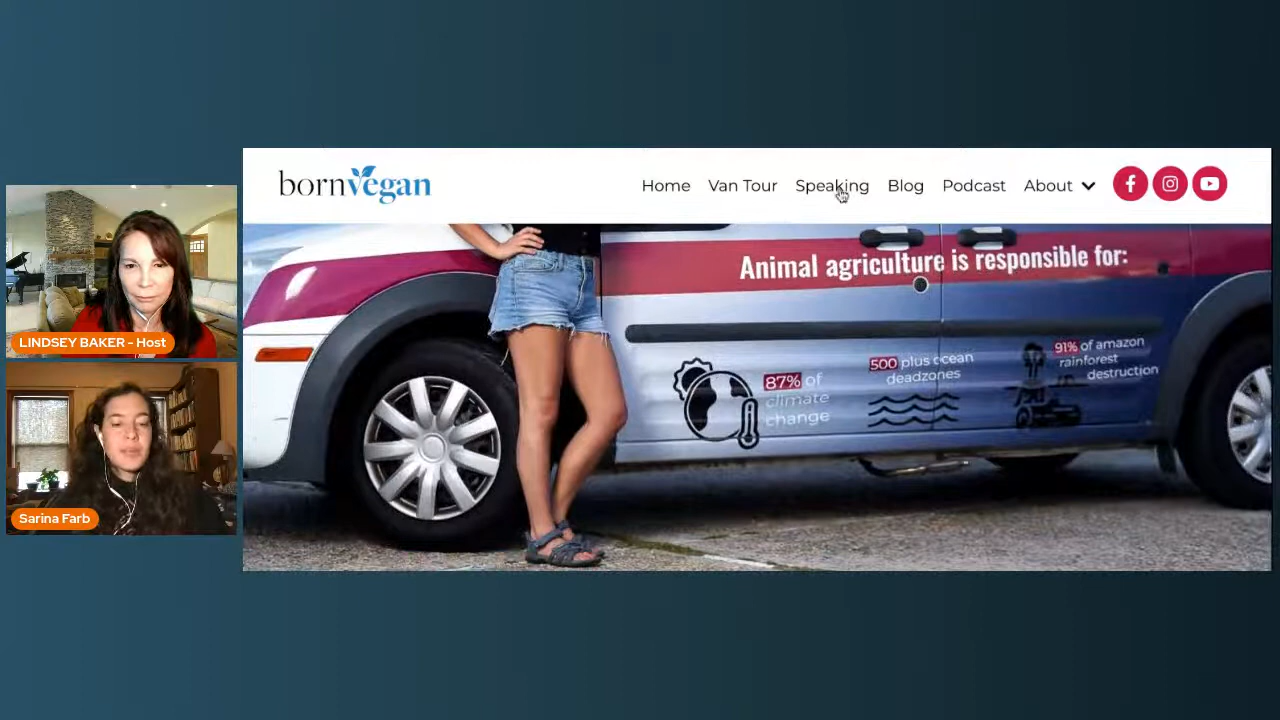 LINDSEY BAKER - Host
Sarina Farb
bornvegan
Home Van Tour Speaking Blog Podcast About
Animal agriculture is responsible for:
87% of
climate
change
500 plus ocean
deadzones
91% of amazon
rainforest
destruction